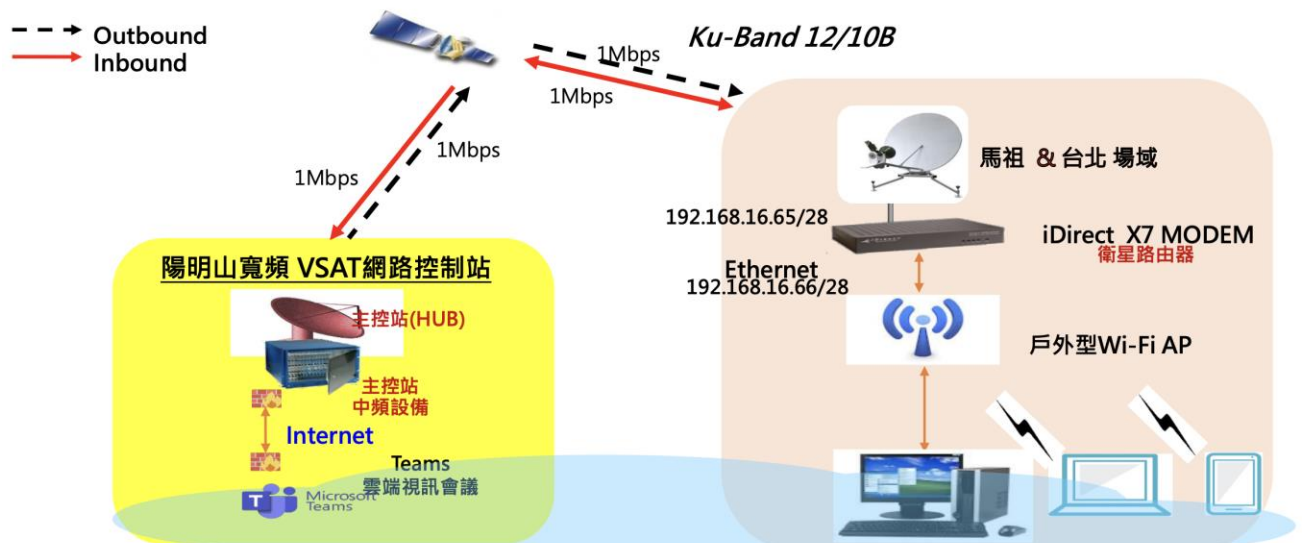 Outbound
Inbound
Ku-Band 12/10B
1Mbps
1Mbps
1Mbps
1Mbps
陽明山寬頻 VSAT網路控制站
主控站(HUB)
主控站
中頻設備
Internet
Teams
雲端視訊會議
Microsoft
Teams
馬祖 & 台北 場域
192.168.16.65/28
iDirect X7 MODEM
衛星路由器
Ethernet
192.168.16.66/28
戶外型Wi-Fi AP